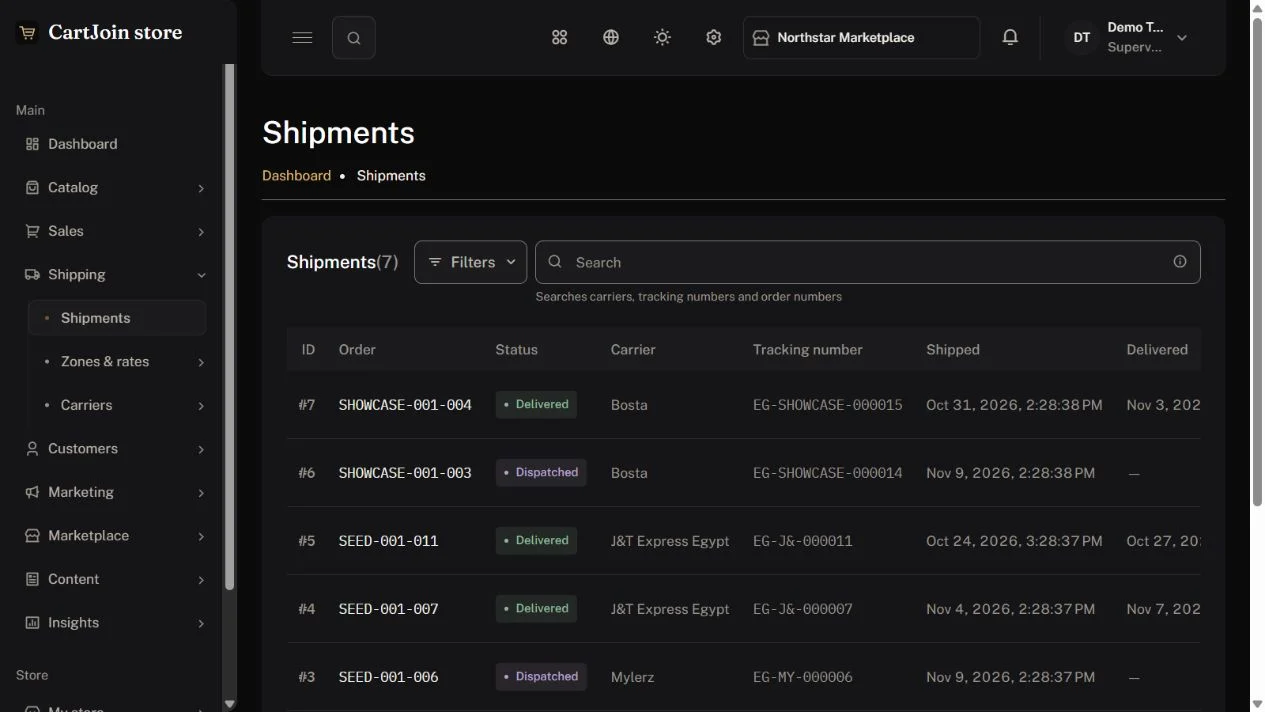 CartJoin store
Northstar Marketplace
DT
Demo T...
Superv...
Main
Dashboard
Catalog
Sales
Shipping
Shipments
Zones & rates
Carriers
Customers
Marketing
Marketplace
Content
Insights
Store
My store
Shipments
Dashboard • Shipments
Shipments(7)
Filters
Search
Searches carriers, tracking numbers and order numbers
ID Order Status Carrier Tracking number Shipped Delivered
#7 SHOWCASE-001-004 • Delivered Bosta EG-SHOWCASE-000015 Oct 31, 2026, 2:28:38 PM Nov 3, 202
#6 SHOWCASE-001-003 • Dispatched Bosta EG-SHOWCASE-000014 Nov 9, 2026, 2:28:38 PM —
#5 SEED-001-011 • Delivered J&T Express Egypt EG-J&-000011 Oct 24, 2026, 3:28:37 PM Oct 27, 20
#4 SEED-001-007 • Delivered J&T Express Egypt EG-J&-000007 Nov 4, 2026, 2:28:37 PM Nov 7, 202
#3 SEED-001-006 • Dispatched Mylerz EG-MY-000006 Nov 9, 2026, 2:28:37 PM —